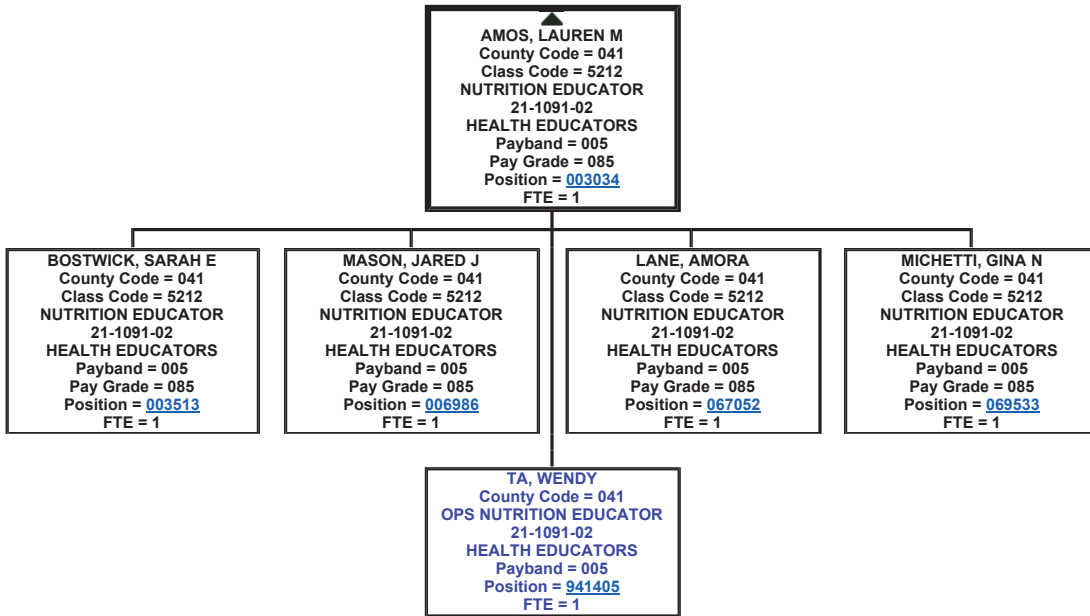 AMOS, LAUREN M
County Code = 041
Class Code = 5212
NUTRITION EDUCATOR
21-1091-02
HEALTH EDUCATORS
Payband = 005
Pay Grade = 085
Position = 003034
FTE = 1
BOSTWICK, SARAH E
County Code = 041
Class Code = 5212
NUTRITION EDUCATOR
21-1091-02
HEALTH EDUCATORS
Payband = 005
Pay Grade = 085
Position = 003513
FTE = 1
MASON, JARED J
County Code = 041
Class Code = 5212
NUTRITION EDUCATOR
21-1091-02
HEALTH EDUCATORS
Payband = 005
Pay Grade = 085
Position = 006986
FTE = 1
LANE, AMORA
County Code = 041
Class Code = 5212
NUTRITION EDUCATOR
21-1091-02
HEALTH EDUCATORS
Payband = 005
Pay Grade = 085
Position = 067052
FTE = 1
MICHETTI, GINA N
County Code = 041
Class Code = 5212
NUTRITION EDUCATOR
21-1091-02
HEALTH EDUCATORS
Payband = 005
Pay Grade = 085
Position = 069533
FTE = 1
TA, WENDY
County Code = 041
OPS NUTRITION EDUCATOR
21-1091-02
HEALTH EDUCATORS
Payband = 005
Position = 941405
FTE = 1